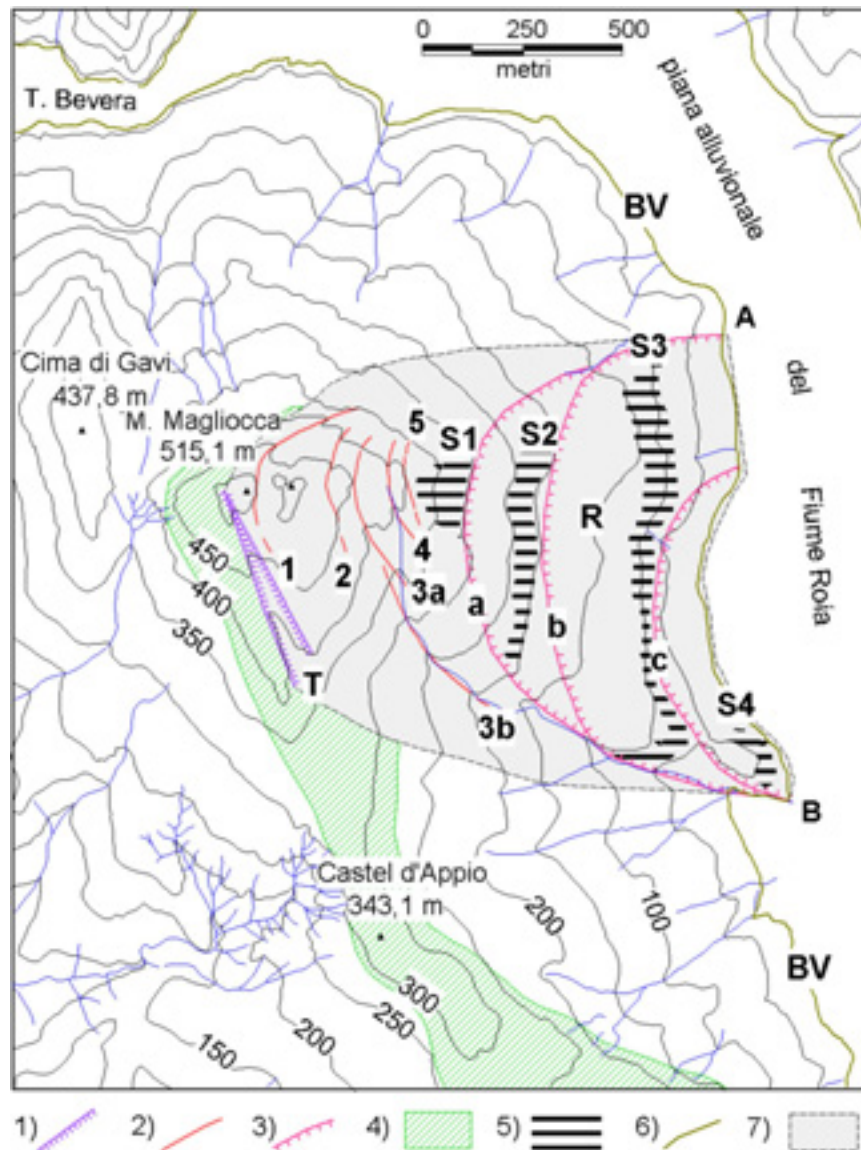 0 250 500
metri
T. Bevera
piana alluvionale
BV
A
del
Cima di Gavi
437,8 m
S3
M. Magliocca
515,1 m
5
S1
S2
Fiume Roia
R
450
1
2
4
3a
a
b
400
350
c
T
3b
S4
B
Castel d'Appio
343,1 m
200
100
BV
300
250
200
150
1) 2) 3) 4) 5) 6) 7)